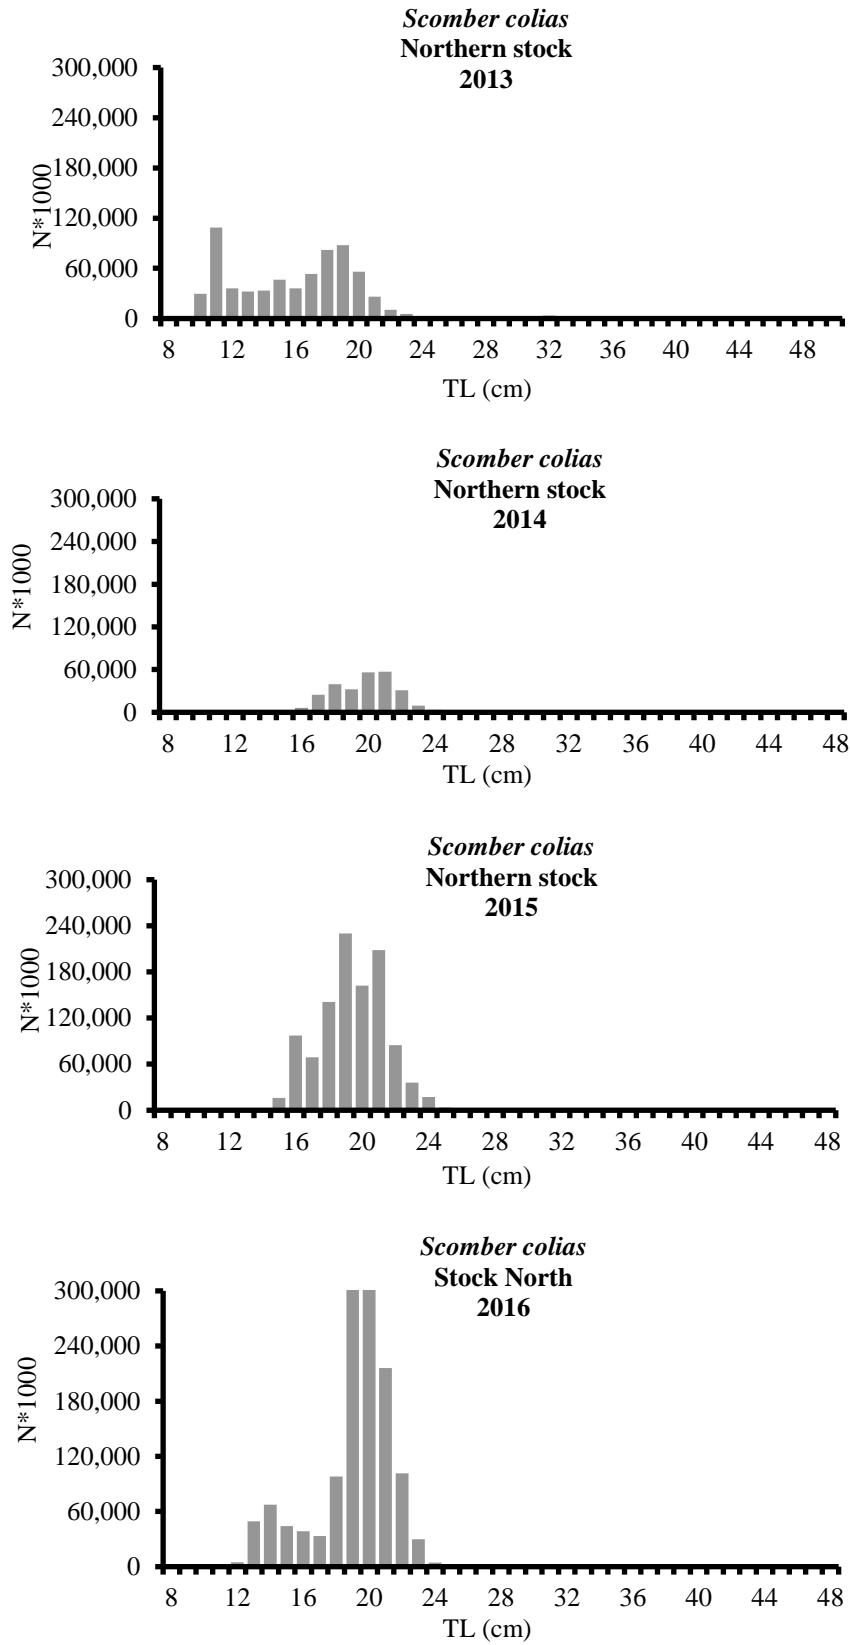 Scomber colias
Northern stock
2013
300,000
240,000
180,000
120,000
60,000
0
N*1000
8 12 16 20 24 28 32 36 40 44 48
TL (cm)
Scomber colias
Northern stock
2014
300,000
240,000
180,000
120,000
60,000
0
N*1000
8 12 16 20 24 28 32 36 40 44 48
TL (cm)
Scomber colias
Northern stock
2015
300,000
240,000
180,000
120,000
60,000
0
N*1000
8 12 16 20 24 28 32 36 40 44 48
TL (cm)
Scomber colias
Stock North
2016
300,000
240,000
180,000
120,000
60,000
0
N*1000
8 12 16 20 24 28 32 36 40 44 48
TL (cm)